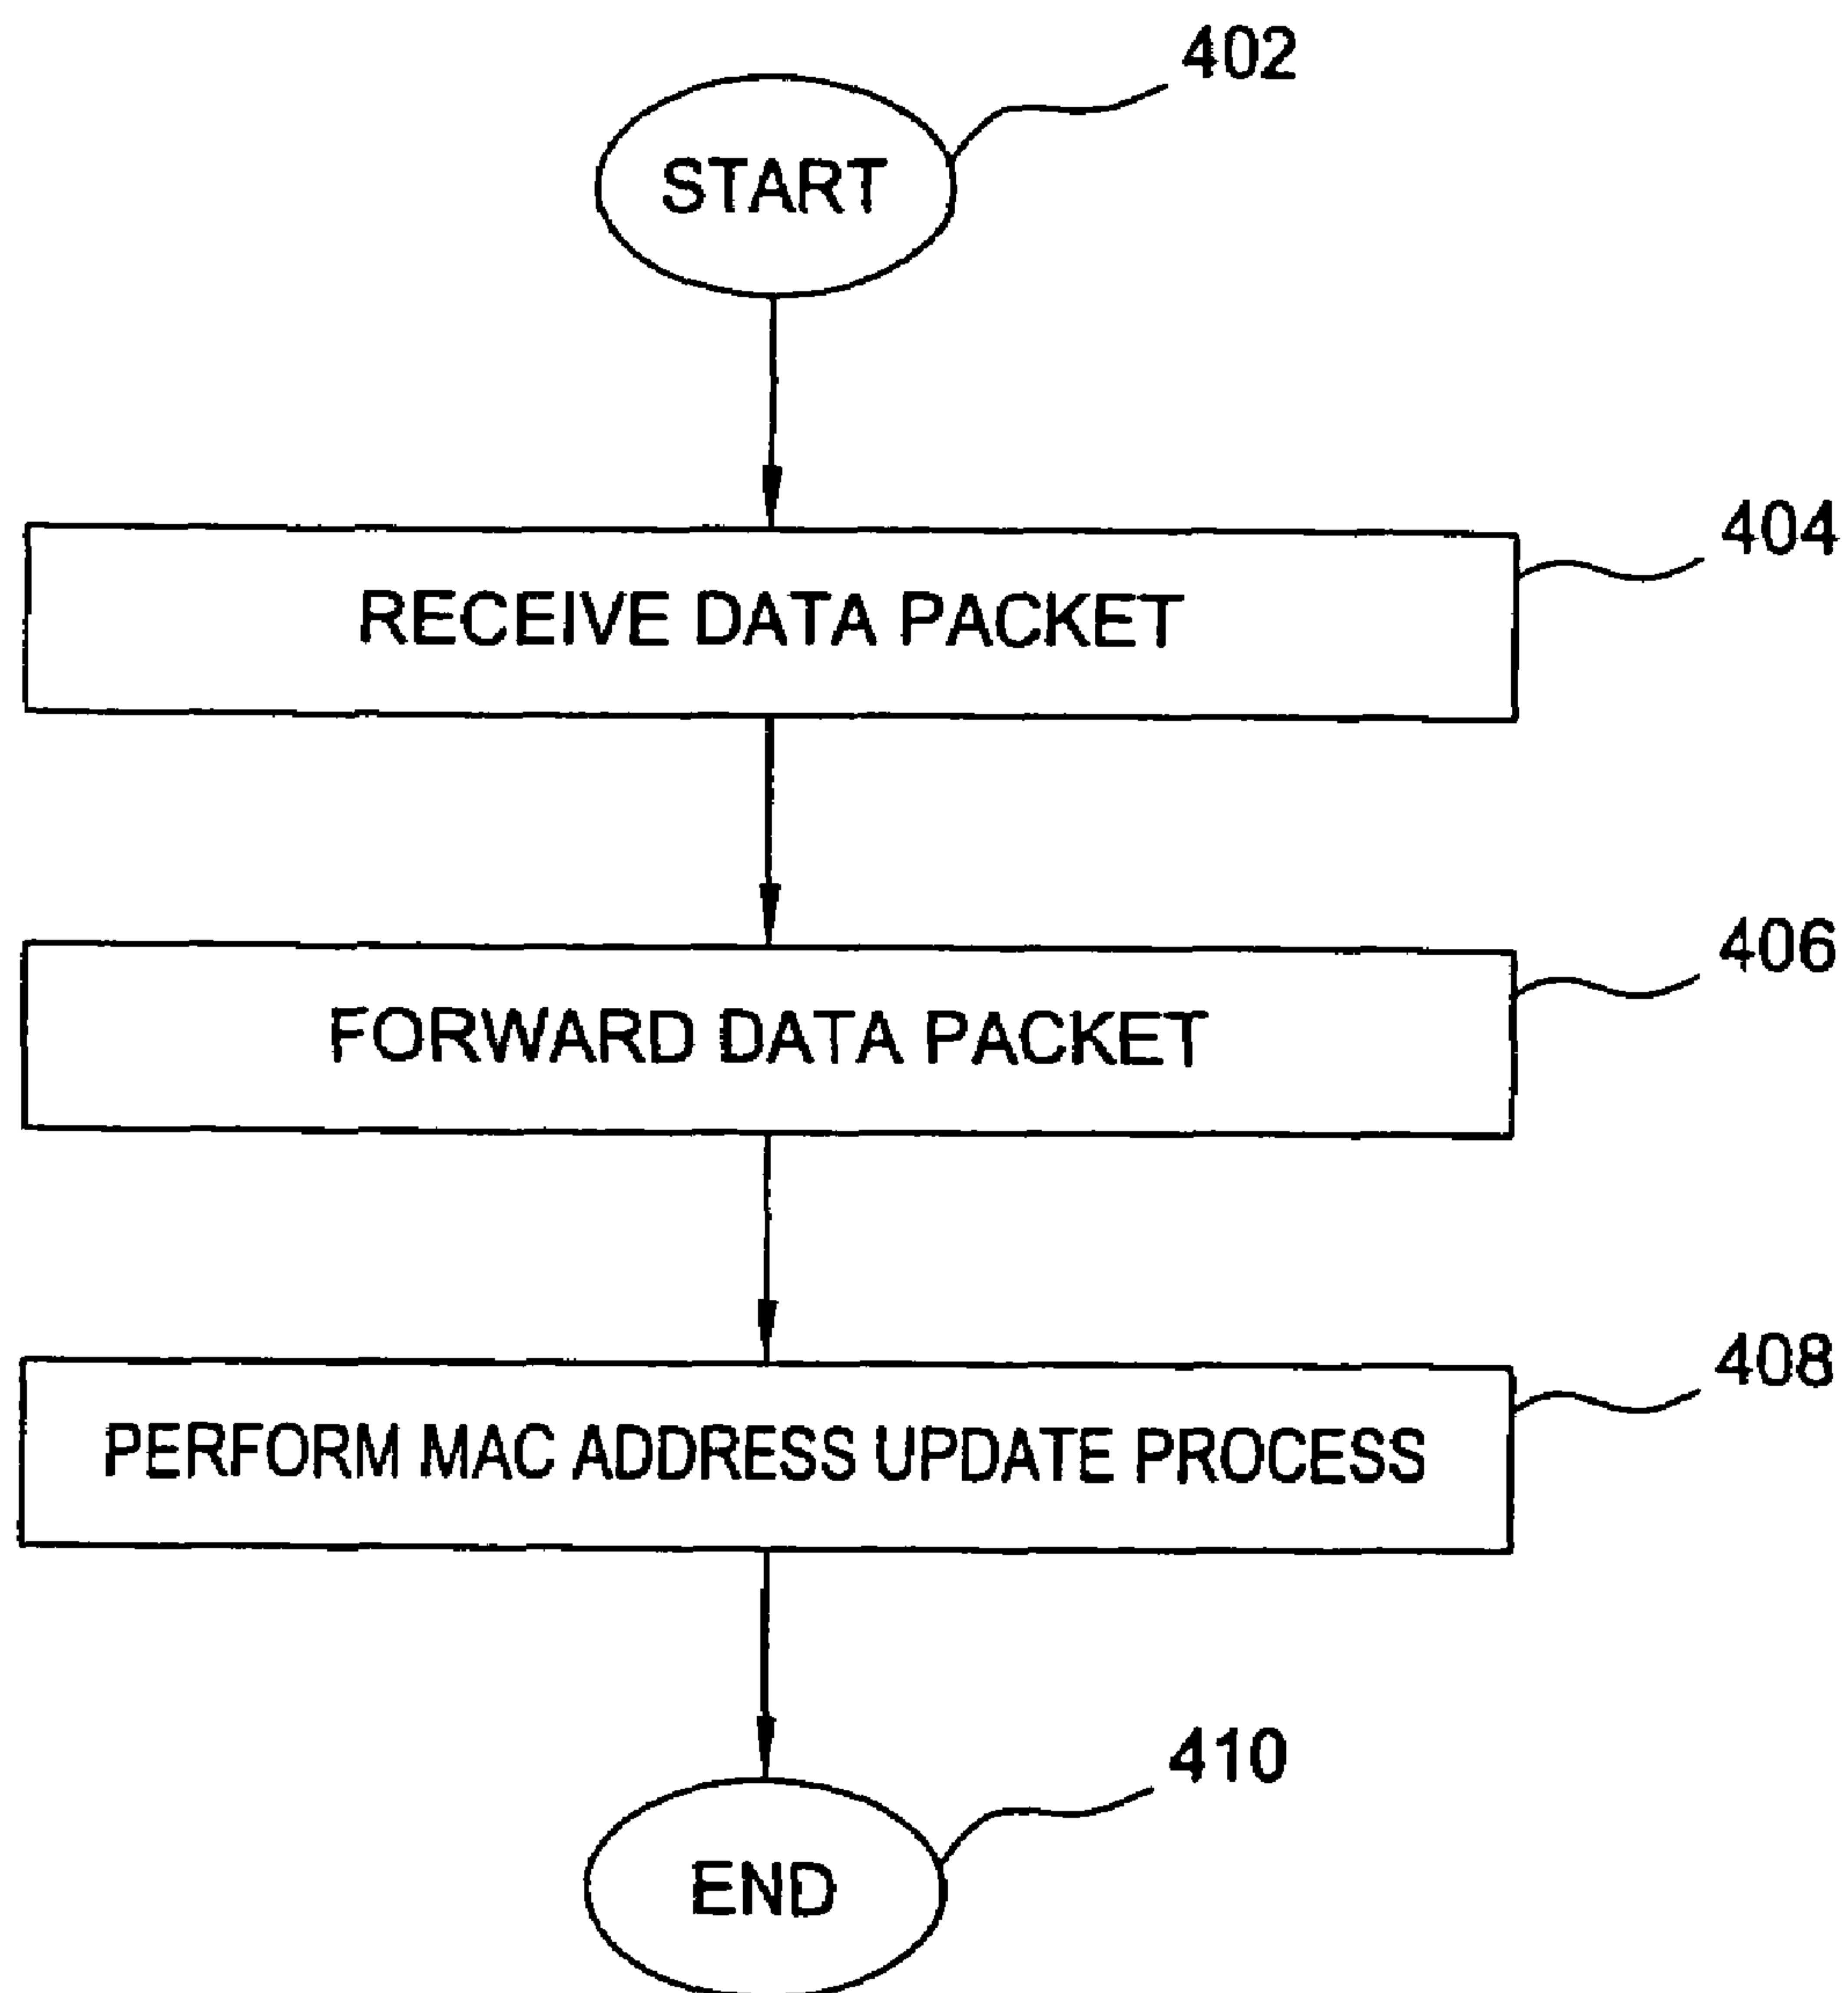 402
START
404
RECEIVE DATA PACKET
406
FORWARD DATA PACKET
408
PERFORM MAC ADDRESS UPDATE PROCESS
410
END